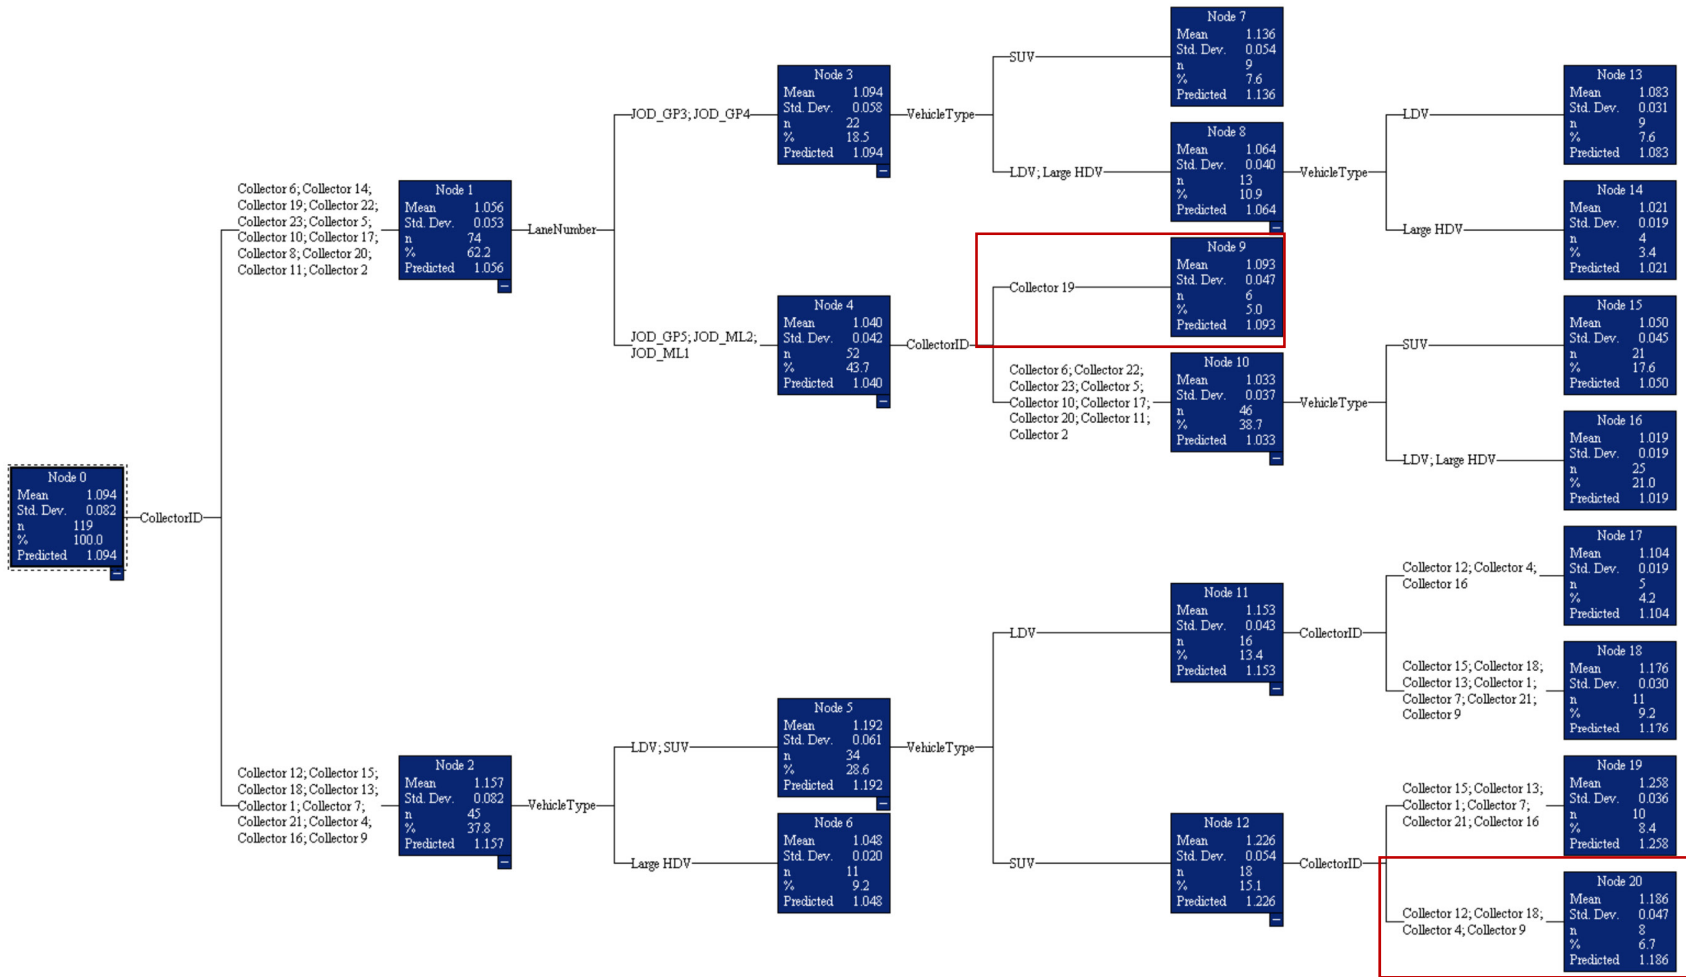 Node 0
Mean 1.094
Std. Dev. 0.082
n 119
% 100.0
Predicted 1.094
CollectorID
Collector 6; Collector 14;
Collector 19; Collector 22;
Collector 23; Collector 5;
Collector 10; Collector 17;
Collector 8; Collector 20;
Collector 11; Collector 2
Node 1
Mean 1.056
Std. Dev. 0.053
n 74
% 62.2
Predicted 1.056
LaneNumber
JOD_GP3; JOD_GP4
Node 3
Mean 1.094
Std. Dev. 0.058
n 22
% 18.5
Predicted 1.094
VehicleType
SUV
Node 7
Mean 1.136
Std. Dev. 0.054
n 9
% 7.6
Predicted 1.136
LDV; Large HDV
Node 8
Mean 1.064
Std. Dev. 0.040
n 13
% 10.9
Predicted 1.064
VehicleType
LDV
Node 13
Mean 1.083
Std. Dev. 0.031
n 9
% 7.6
Predicted 1.083
Large HDV
Node 14
Mean 1.021
Std. Dev. 0.019
n 4
% 3.4
Predicted 1.021
JOD_GP5; JOD_ML2;
JOD_ML1
Node 4
Mean 1.040
Std. Dev. 0.042
n 52
% 43.7
Predicted 1.040
CollectorID
Collector 19
Node 9
Mean 1.093
Std. Dev. 0.047
n 6
% 5.0
Predicted 1.093
Collector 6; Collector 22;
Collector 23; Collector 5;
Collector 10; Collector 17;
Collector 20; Collector 11;
Collector 2
Node 10
Mean 1.033
Std. Dev. 0.037
n 46
% 38.7
Predicted 1.033
VehicleType
SUV
Node 15
Mean 1.050
Std. Dev. 0.045
n 21
% 17.6
Predicted 1.050
LDV; Large HDV
Node 16
Mean 1.019
Std. Dev. 0.019
n 25
% 21.0
Predicted 1.019
Collector 12; Collector 15;
Collector 18; Collector 13;
Collector 1; Collector 7;
Collector 21; Collector 4;
Collector 16; Collector 9
Node 2
Mean 1.157
Std. Dev. 0.082
n 45
% 37.8
Predicted 1.157
VehicleType
LDV; SUV
Node 5
Mean 1.192
Std. Dev. 0.061
n 34
% 28.6
Predicted 1.192
VehicleType
Large HDV
Node 6
Mean 1.048
Std. Dev. 0.020
n 11
% 9.2
Predicted 1.048
LDV
Node 11
Mean 1.153
Std. Dev. 0.043
n 16
% 13.4
Predicted 1.153
CollectorID
Collector 12; Collector 4;
Collector 16
Node 17
Mean 1.104
Std. Dev. 0.019
n 5
% 4.2
Predicted 1.104
Collector 15; Collector 18;
Collector 13; Collector 1;
Collector 7; Collector 21;
Collector 9
Node 18
Mean 1.176
Std. Dev. 0.030
n 11
% 9.2
Predicted 1.176
SUV
Node 12
Mean 1.226
Std. Dev. 0.054
n 18
% 15.1
Predicted 1.226
CollectorID
Collector 15; Collector 13;
Collector 1; Collector 7;
Collector 21; Collector 16
Node 19
Mean 1.258
Std. Dev. 0.036
n 10
% 8.4
Predicted 1.258
Collector 12; Collector 18;
Collector 4; Collector 9
Node 20
Mean 1.186
Std. Dev. 0.047
n 8
% 6.7
Predicted 1.186